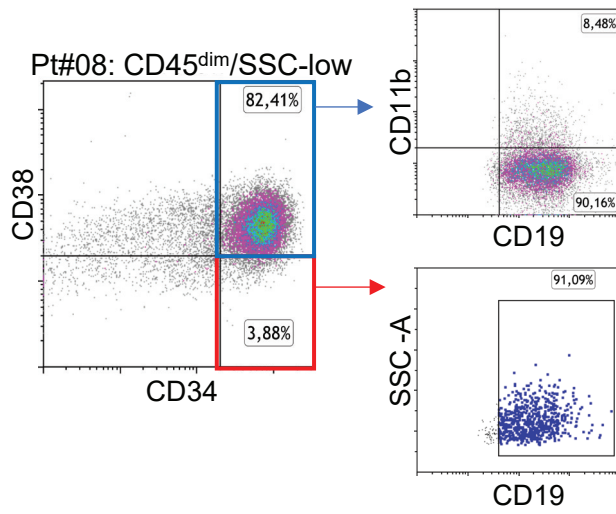 Pt#08: CD45dim/SSC-low
82,41%
CD38
3,88%
CD34
8,48%
CD11b
90,16%
CD19
91,09%
SSC -A
CD19